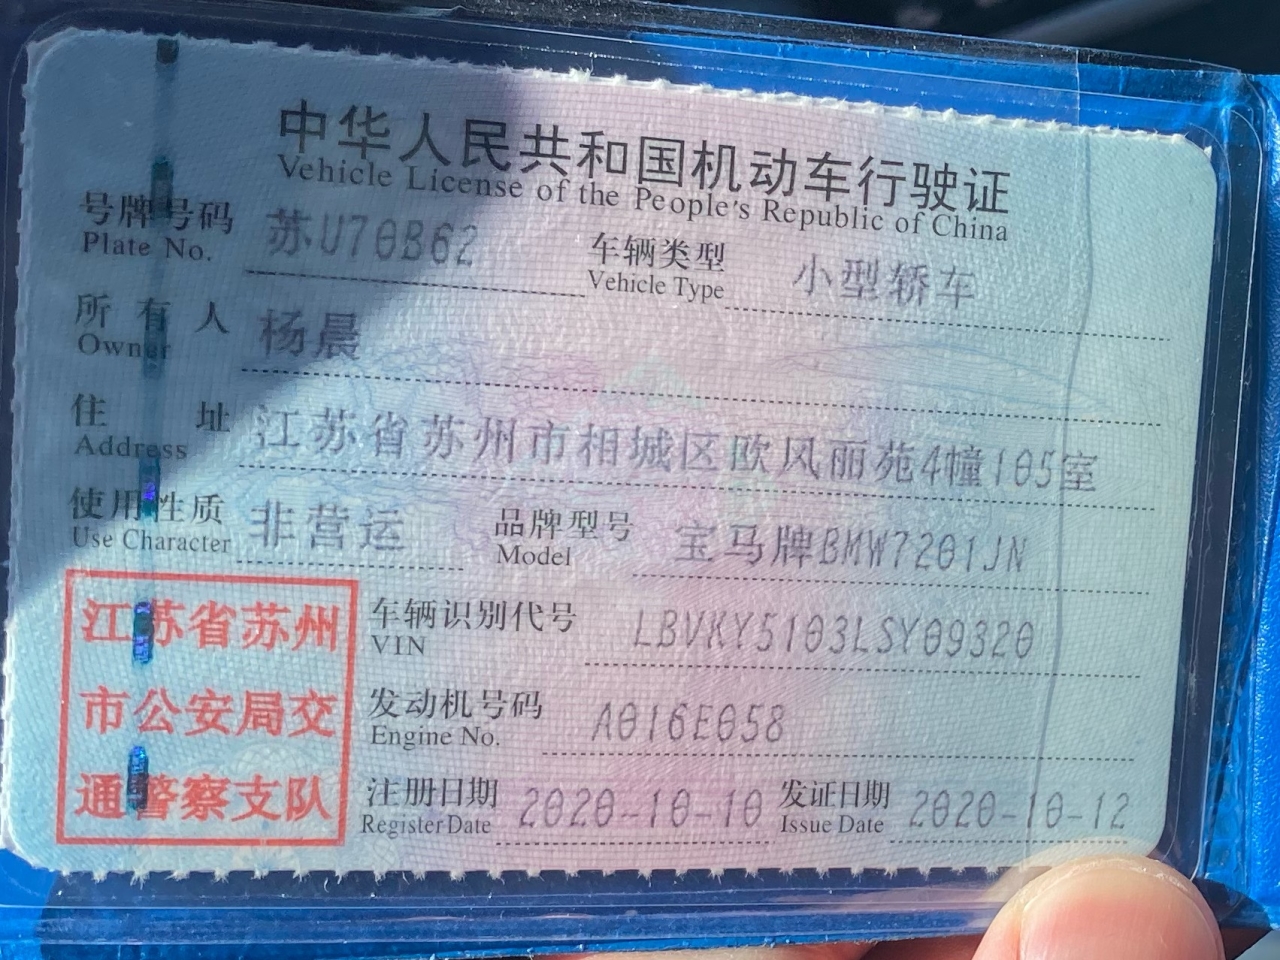 中华人民共和国机动车行驶证
Vehicle License of the People's Republic of China
号牌号码 苏U70B62 车辆类型 小型轿车
Plate No. Vehicle Type
所有人 杨晨
Owner
住址 江苏省苏州市相城区欧风丽苑4幢105室
Address
使用性质 非营运 品牌型号 宝马牌BMW7201JN
Use Character Model
江苏省苏州
市公安局交
通警察支队
车辆识别代号 LBVKY5103LSY09320
VIN
发动机号码 A016E058
Engine No.
注册日期 2020-10-10 发证日期 2020-10-12
Register Date Issue Date